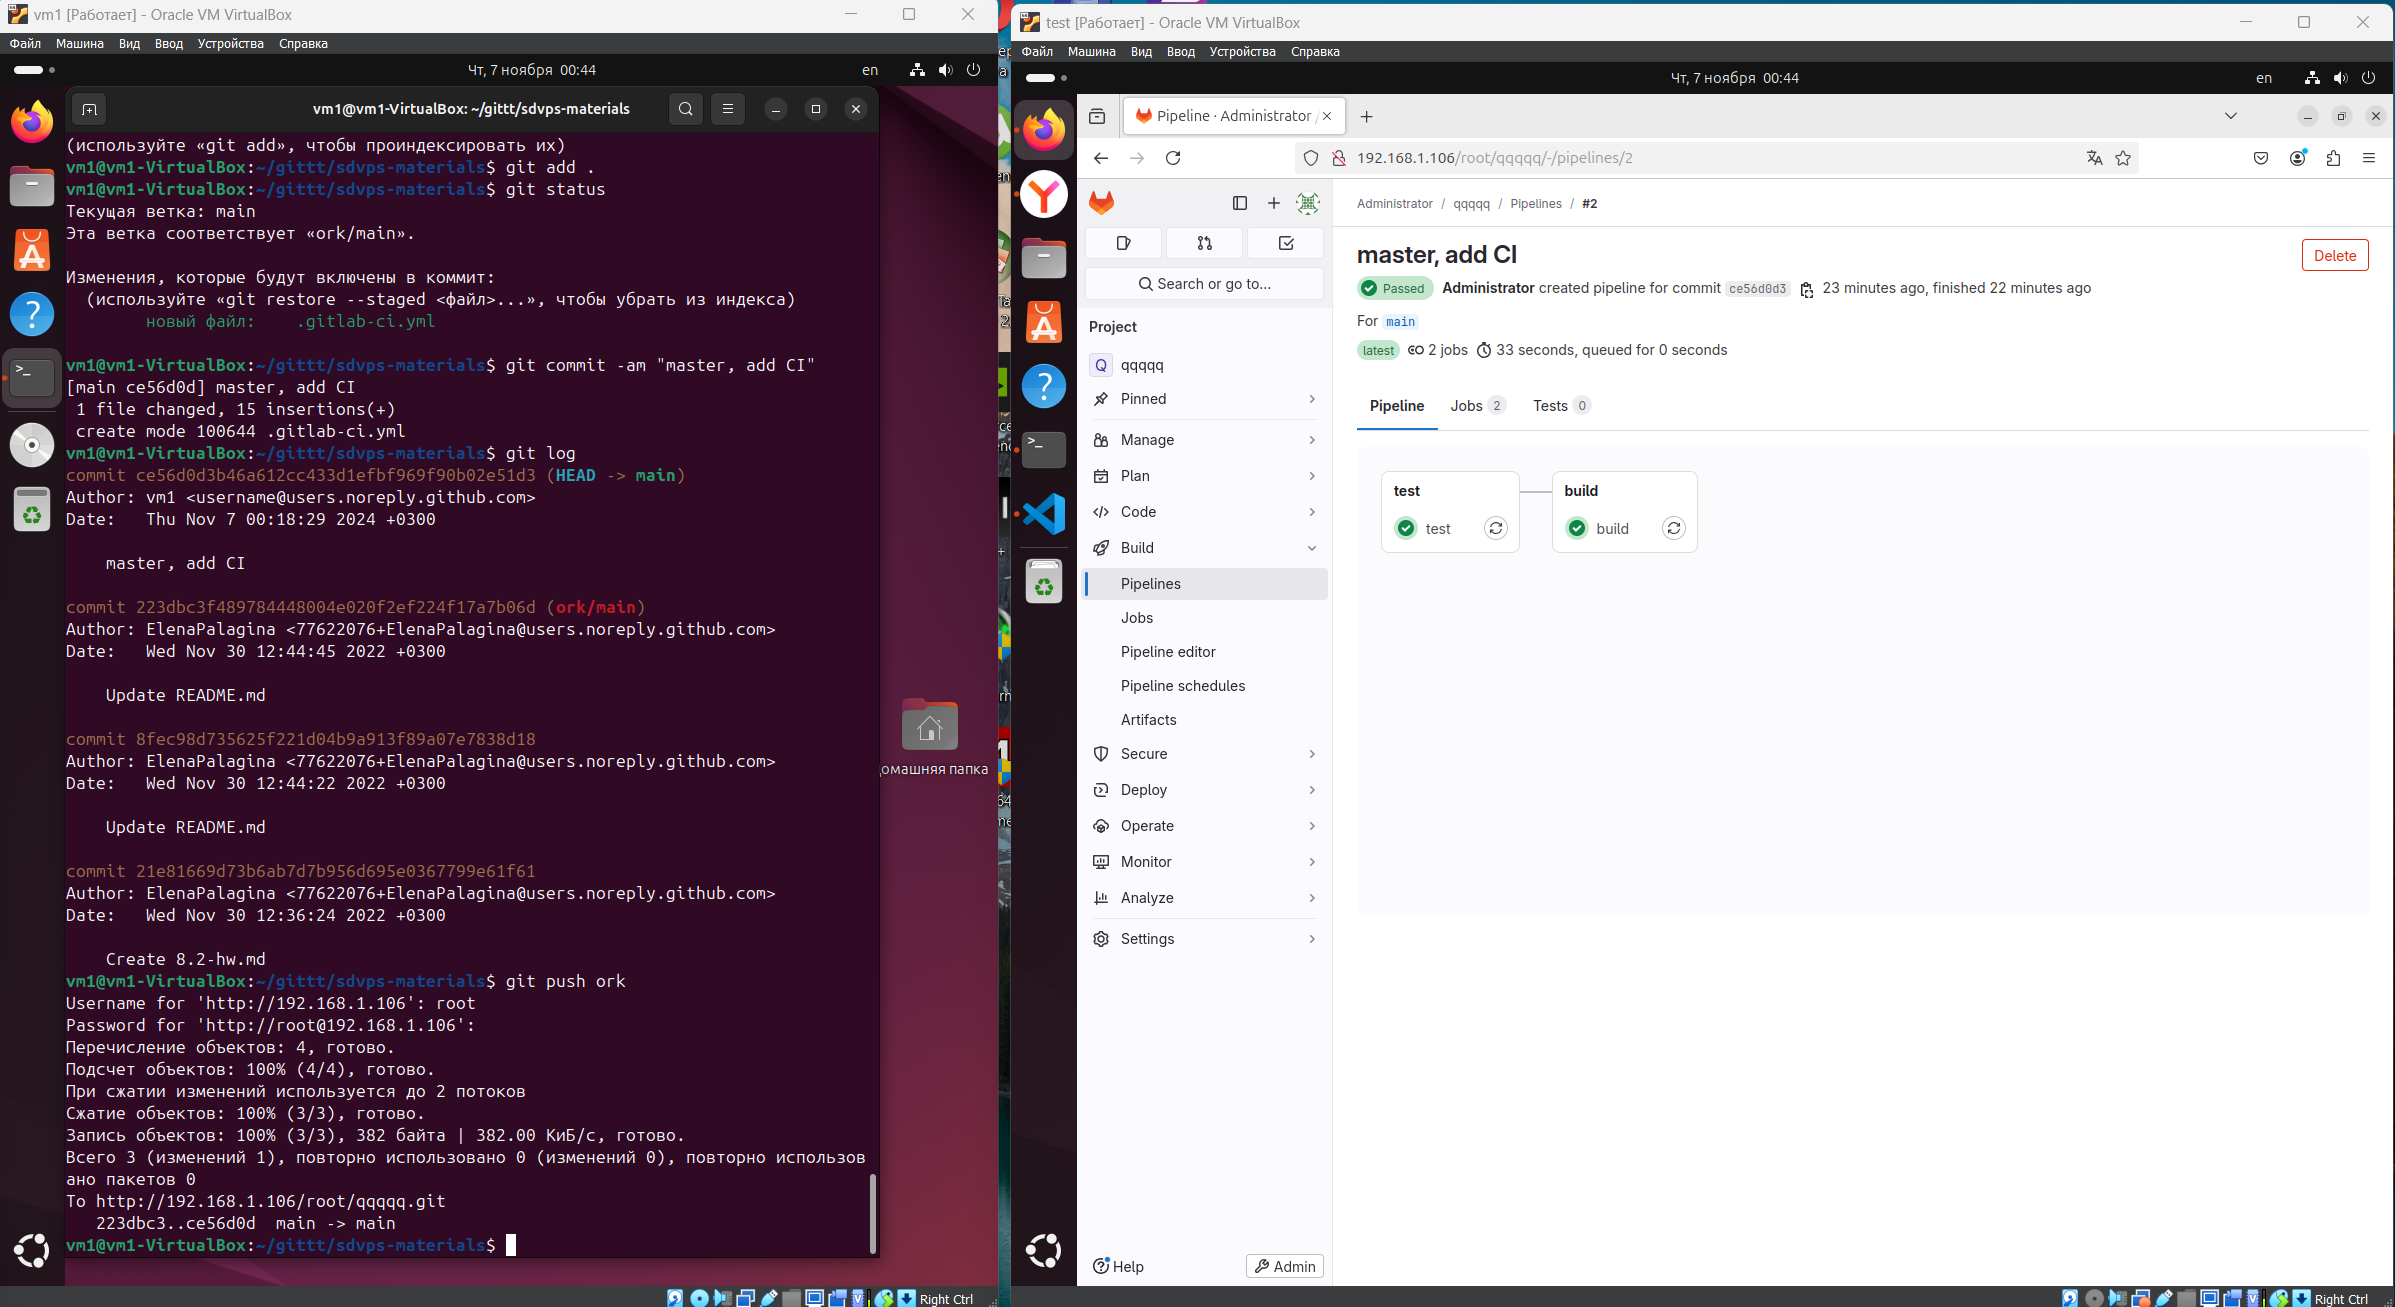 vm1 [Работает] - Oracle VM VirtualBox
Файл Машина Вид Ввод Устройства Справка
Чт, 7 ноября 00:44
en
vm1@vm1-VirtualBox: ~/gittt/sdvps-materials
(используйте «git add», чтобы проиндексировать их)
vm1@vm1-VirtualBox:~/gittt/sdvps-materials$ git add .
vm1@vm1-VirtualBox:~/gittt/sdvps-materials$ git status
Текущая ветка: main
Эта ветка соответствует «ork/main».
Изменения, которые будут включены в коммит:
(используйте «git restore --staged <файл>...», чтобы убрать из индекса)
новый файл: .gitlab-ci.yml
vm1@vm1-VirtualBox:~/gittt/sdvps-materials$ git commit -am "master, add CI"
[main ce56d0d] master, add CI
1 file changed, 15 insertions(+)
create mode 100644 .gitlab-ci.yml
vm1@vm1-VirtualBox:~/gittt/sdvps-materials$ git log
commit ce56d0d3b46a612cc433d1efbf969f90b02e51d3 (HEAD -> main)
Author: vm1 <username@users.noreply.github.com>
Date: Thu Nov 7 00:18:29 2024 +0300
master, add CI
commit 223dbc3f489784448004e020f2ef224f17a7b06d (ork/main)
Author: ElenaPalagina <77622076+ElenaPalagina@users.noreply.github.com>
Date: Wed Nov 30 12:44:45 2022 +0300
Update README.md
commit 8fec98d735625f221d04b9a913f89a07e7838d18
Author: ElenaPalagina <77622076+ElenaPalagina@users.noreply.github.com>
Date: Wed Nov 30 12:44:22 2022 +0300
Update README.md
commit 21e81669d73b6ab7d7b956d695e0367799e61f61
Author: ElenaPalagina <77622076+ElenaPalagina@users.noreply.github.com>
Date: Wed Nov 30 12:36:24 2022 +0300
Create 8.2-hw.md
vm1@vm1-VirtualBox:~/gittt/sdvps-materials$ git push ork
Username for 'http://192.168.1.106': root
Password for 'http://root@192.168.1.106':
Перечисление объектов: 4, готово.
Подсчет объектов: 100% (4/4), готово.
При сжатии изменений используется до 2 потоков
Сжатие объектов: 100% (3/3), готово.
Запись объектов: 100% (3/3), 382 байта | 382.00 КиБ/с, готово.
Всего 3 (изменений 1), повторно использовано 0 (изменений 0), повторно использов
ано пакетов 0
To http://192.168.1.106/root/qqqqq.git
223dbc3..ce56d0d main -> main
vm1@vm1-VirtualBox:~/gittt/sdvps-materials$
омашняя папка
Right Ctrl
test [Работает] - Oracle VM VirtualBox
Файл Машина Вид Ввод Устройства Справка
Чт, 7 ноября 00:44
en
Pipeline · Administrator /
192.168.1.106/root/qqqqq/-/pipelines/2
Search or go to...
Project
Q qqqqq
Pinned
Manage
Plan
Code
Build
Pipelines
Jobs
Pipeline editor
Pipeline schedules
Artifacts
Secure
Deploy
Operate
Monitor
Analyze
Settings
Help
Admin
Administrator / qqqqq / Pipelines / #2
master, add CI
Delete
Passed Administrator created pipeline for commit ce56d0d3 23 minutes ago, finished 22 minutes ago
For main
latest 2 jobs 33 seconds, queued for 0 seconds
Pipeline Jobs 2 Tests 0
test
test
build
build
Right Ctrl